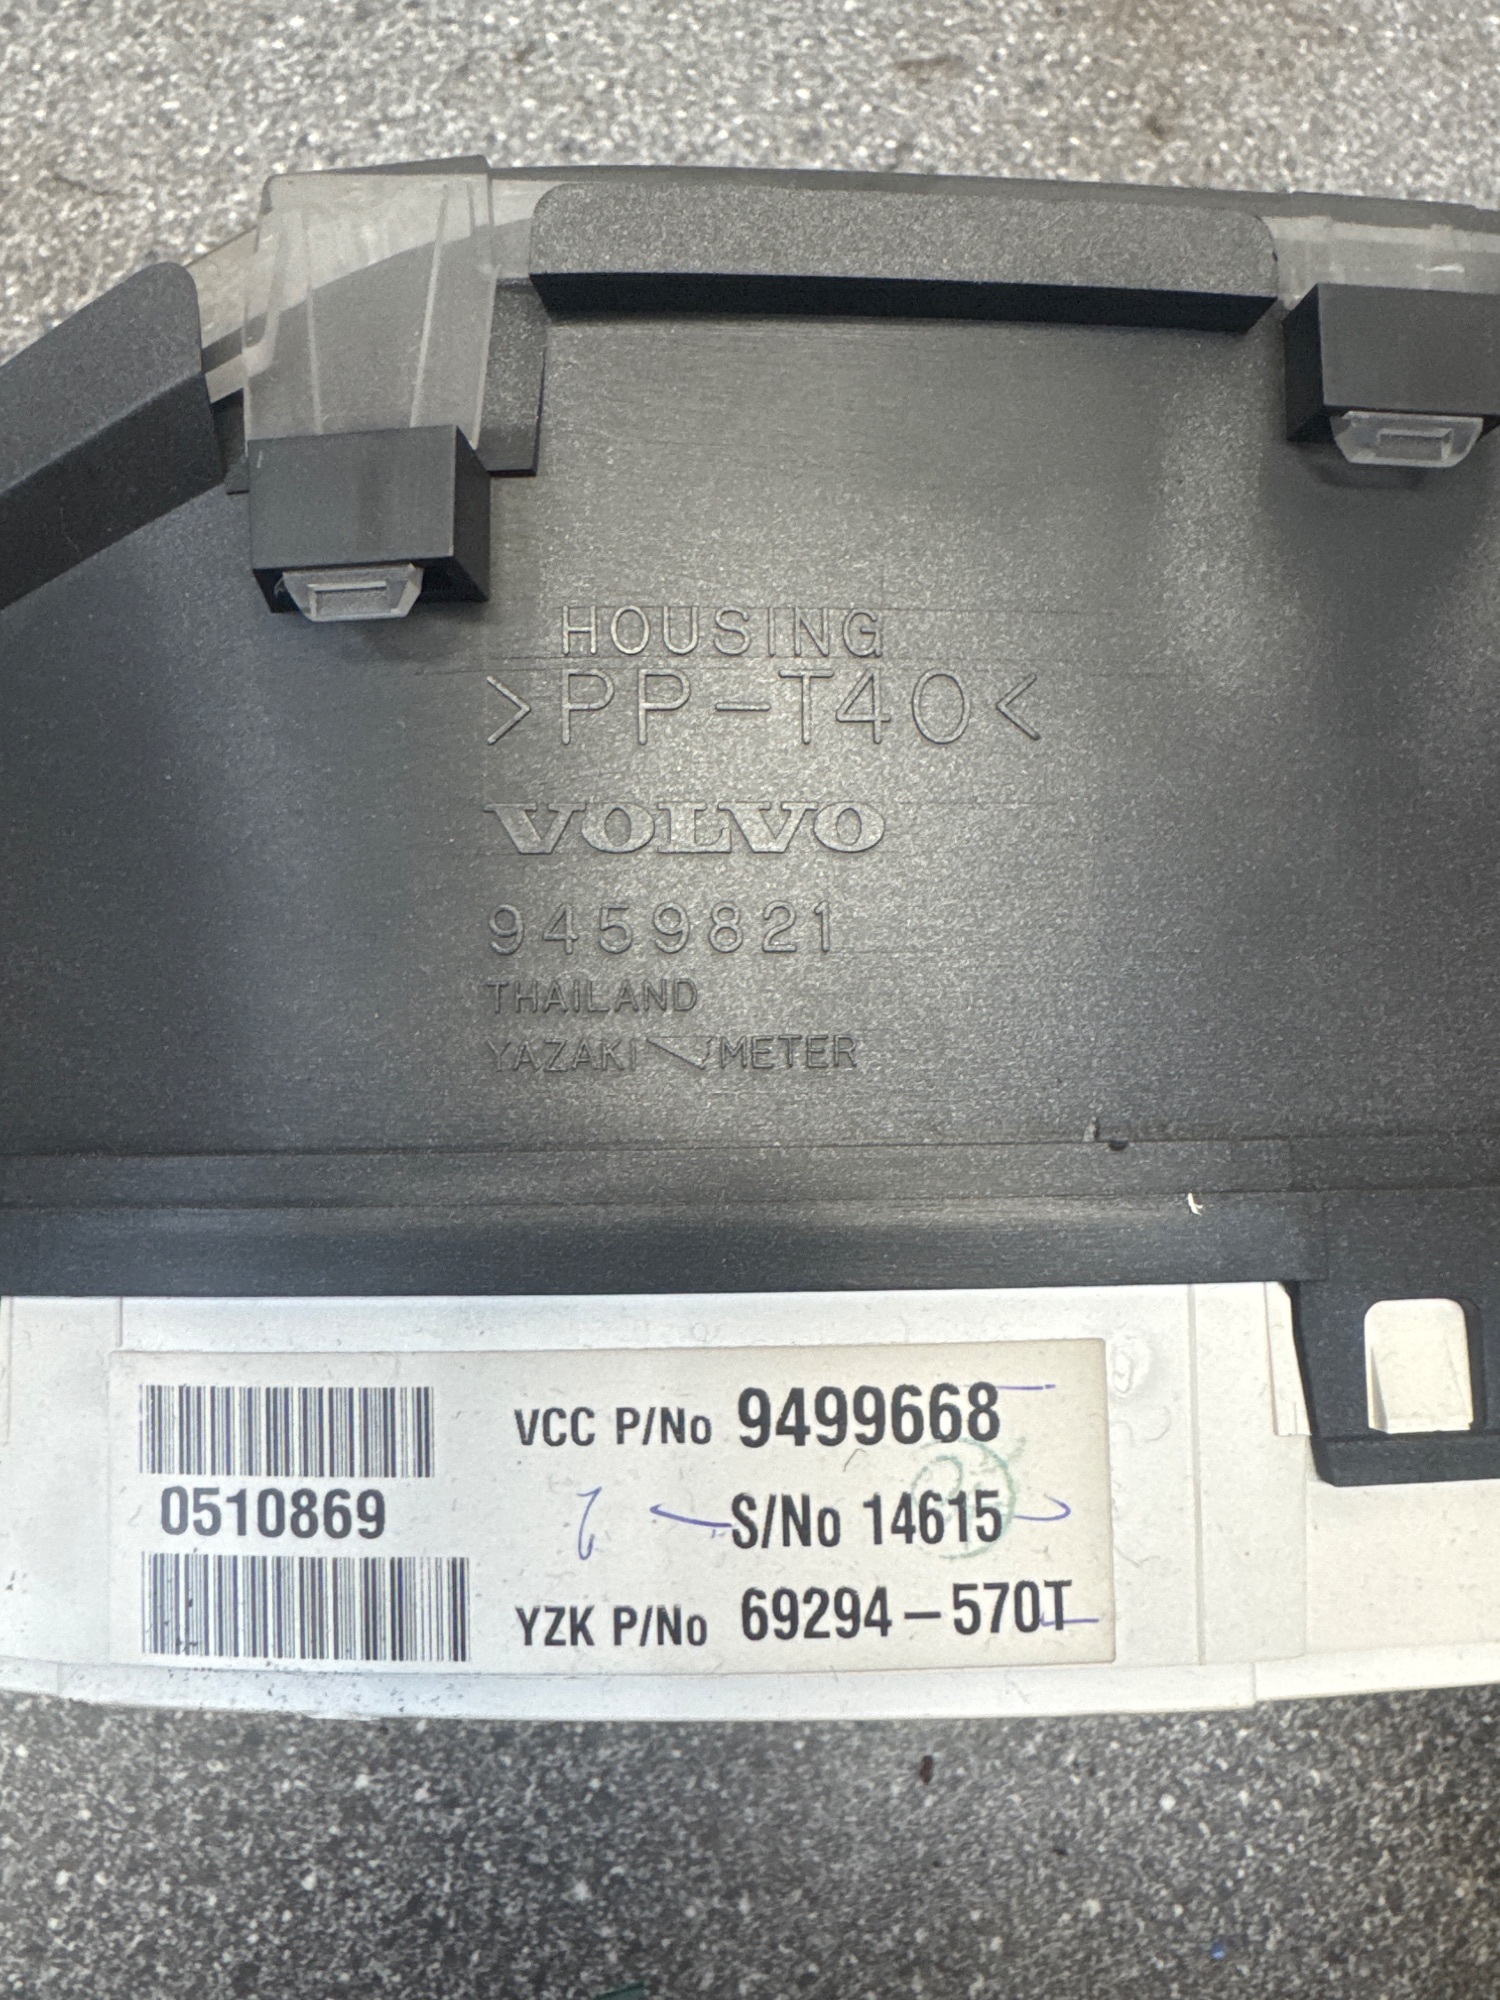 HOUSING
>PP-T40<
VOLVO
9459821
THAILAND
YAZAKI METER
VCC P/No 9499668
0510869
S/No 14615
YZK P/No 69294-570T